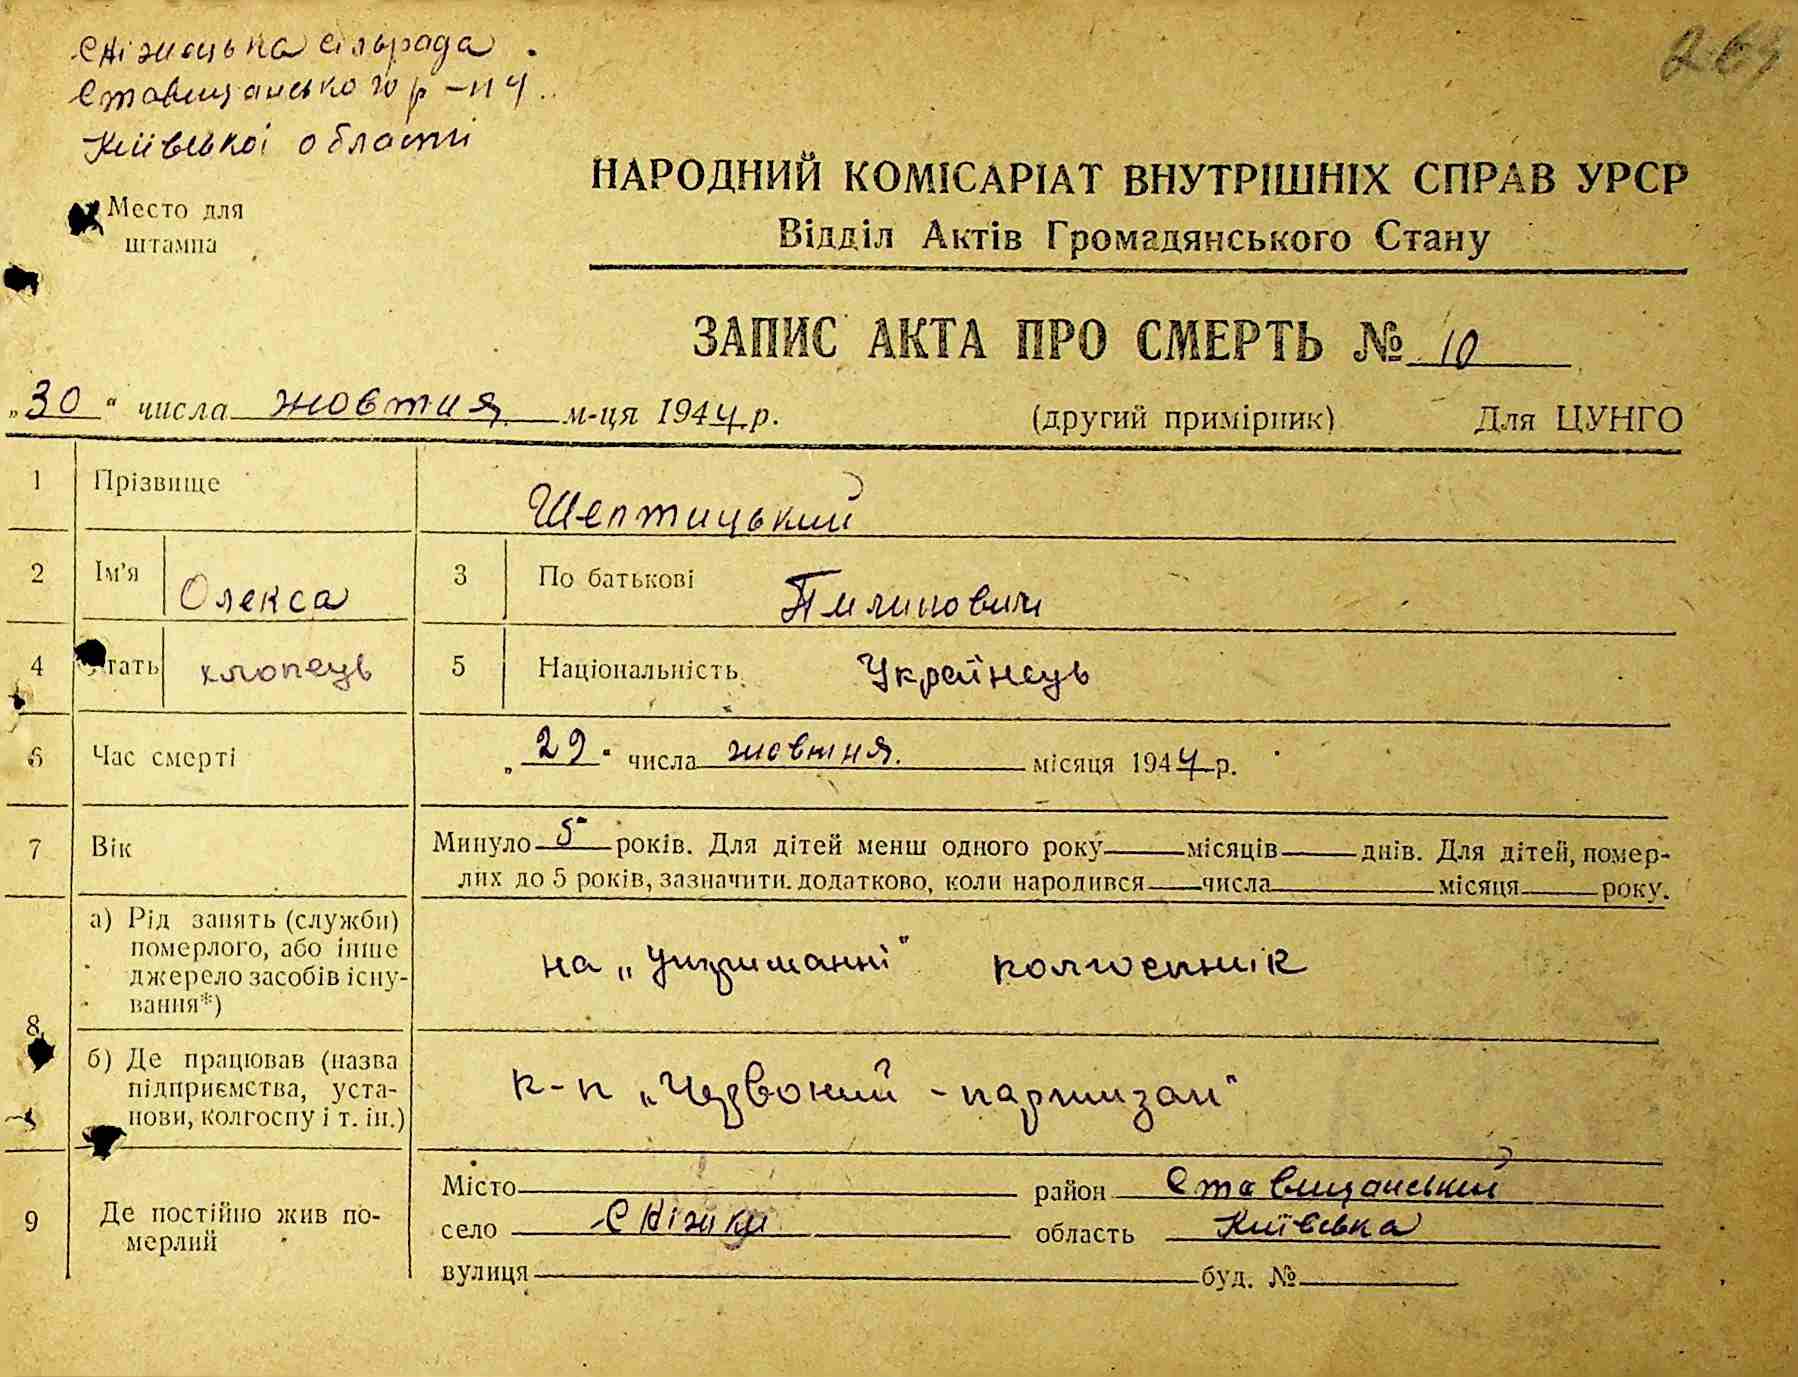 Сніжоцька сільрада
Ставищанського р-ну
Київської області
264
Место для
штампа
НАРОДНИЙ КОМІСАРІАТ ВНУТРІШНІХ СПРАВ УРСР
Відділ Актів Громадянського Стану
ЗАПИС АКТА ПРО СМЕРТЬ № 10
„30“ числа жовтня м-ця 1944 р. (другий примірник) Для ЦУНГО
1 Прізвище Шептицький
2 Ім'я Олекса 3 По батькові Пилипович
4 Стать хлопець 5 Національність Українець
6 Час смерті „29“ числа жовтня місяця 1944 р.
7 Вік Минуло 5 років. Для дітей менш одного року місяців днів. Для дітей, помер-
лих до 5 років, зазначити додатково, коли народився числа місяця року.
8 а) Рід занять (служби)
померлого, або інше
джерело засобів існу-
вання*)
на „утриманні" колгоспник
б) Де працював (назва
підприємства, уста-
нови, колгоспу і т. ін.)
к-п „Червоний-партизан"
9 Де постійно жив по-
мерлий
Місто район Ставищанський
село Сніжки область Київська
вулиця буд. №